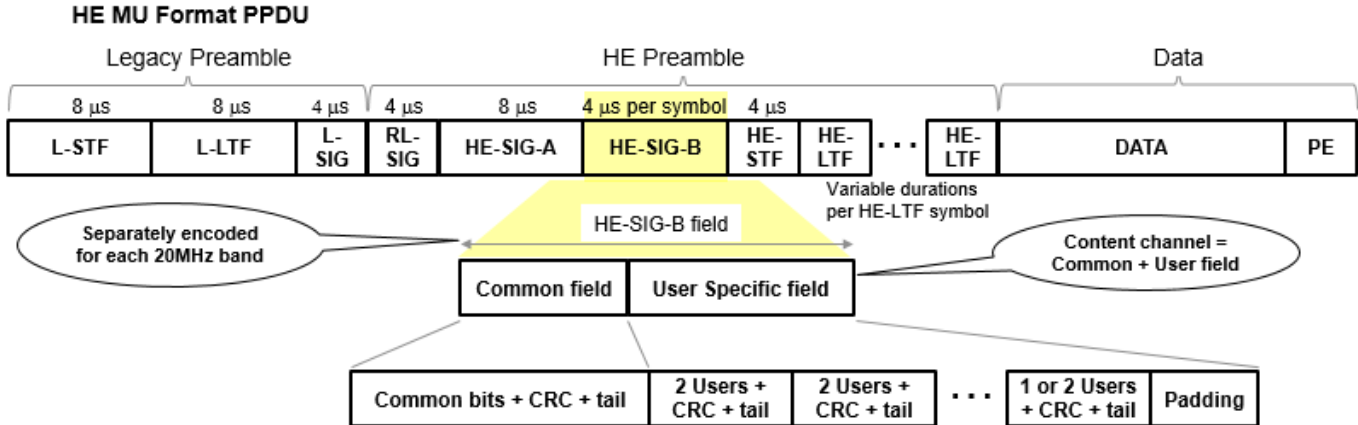 HE MU Format PPDU
Legacy Preamble
HE Preamble
Data
8 μs
8 μs
4 μs
4 μs
8 μs
4 μs per symbol
4 μs
L-STF
L-LTF
L-
SIG
RL-
SIG
HE-SIG-A
HE-SIG-B
HE-
STF
HE-
LTF
...
HE-
LTF
DATA
PE
Variable durations
per HE-LTF symbol
Separately encoded
for each 20MHz band
HE-SIG-B field
Content channel =
Common + User field
Common field
User Specific field
Common bits + CRC + tail
2 Users +
CRC + tail
2 Users +
CRC + tail
...
1 or 2 Users
+ CRC + tail
Padding